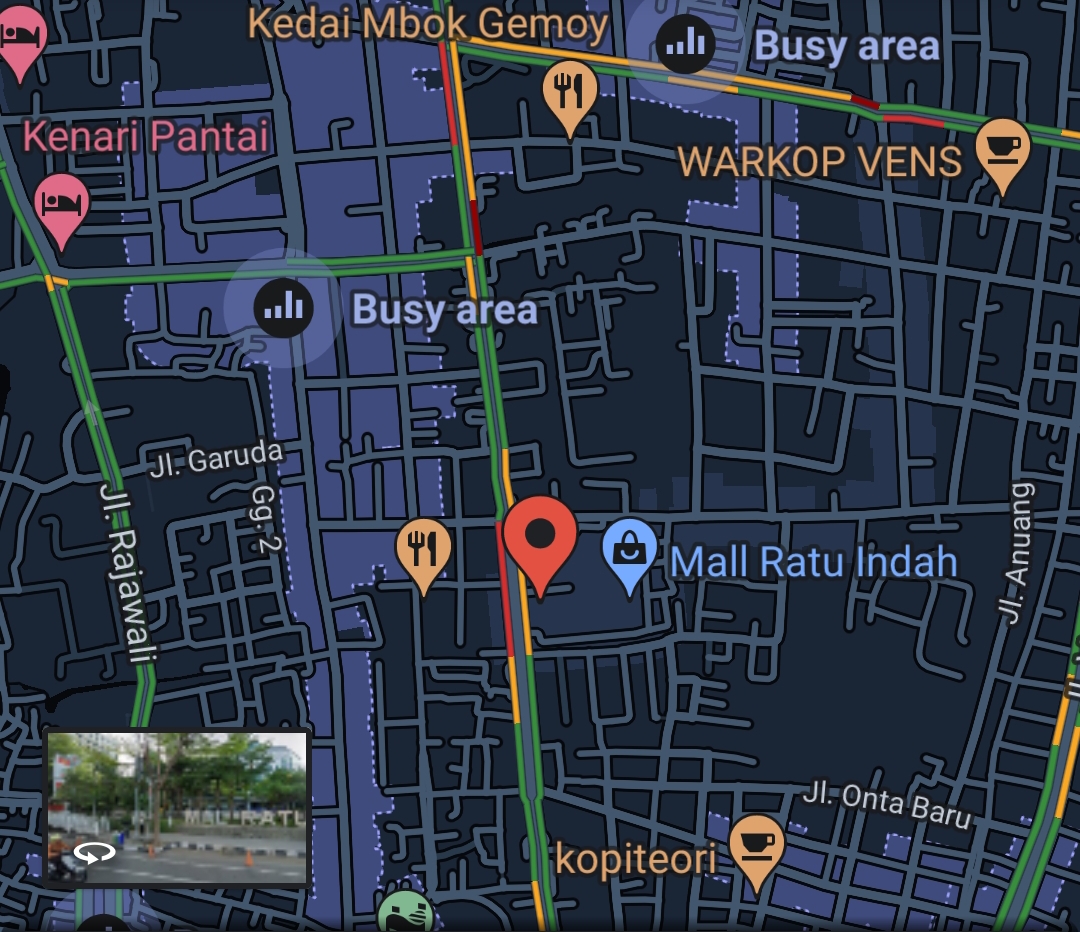 Kedai Mbok Gemoy
Busy area
Kenari Pantai
WARKOP VENS
Busy area
Jl. Garuda
Gg. 2
Jl. Rajawali
Jl. Anuang
Mall Ratu Indah
MAL RATU
Jl. Onta Baru
kopiteori